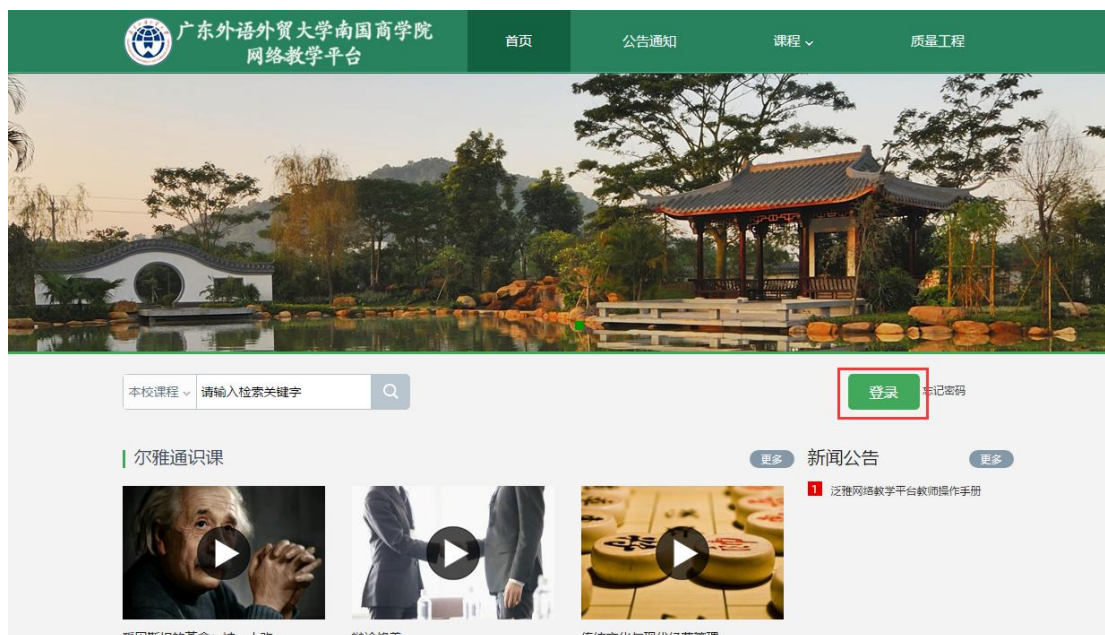 广东外语外贸大学南国商学院
网络教学平台
首页
公告通知
课程
质量工程
本校课程
请输入检索关键字
登录
忘记密码
尔雅通识课
更多
新闻公告
更多
1 泛雅网络教学平台教师操作手册